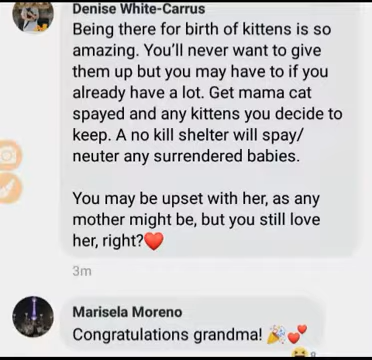 Denise White-Carrus
Being there for birth of kittens is so
amazing. You'll never want to give
them up but you may have to if you
already have a lot. Get mama cat
spayed and any kittens you decide to
keep. A no kill shelter will spay/
neuter any surrendered babies.
You may be upset with her, as any
mother might be, but you still love
her, right?❤️
3m
Marisela Moreno
Congratulations grandma! 🎉💕